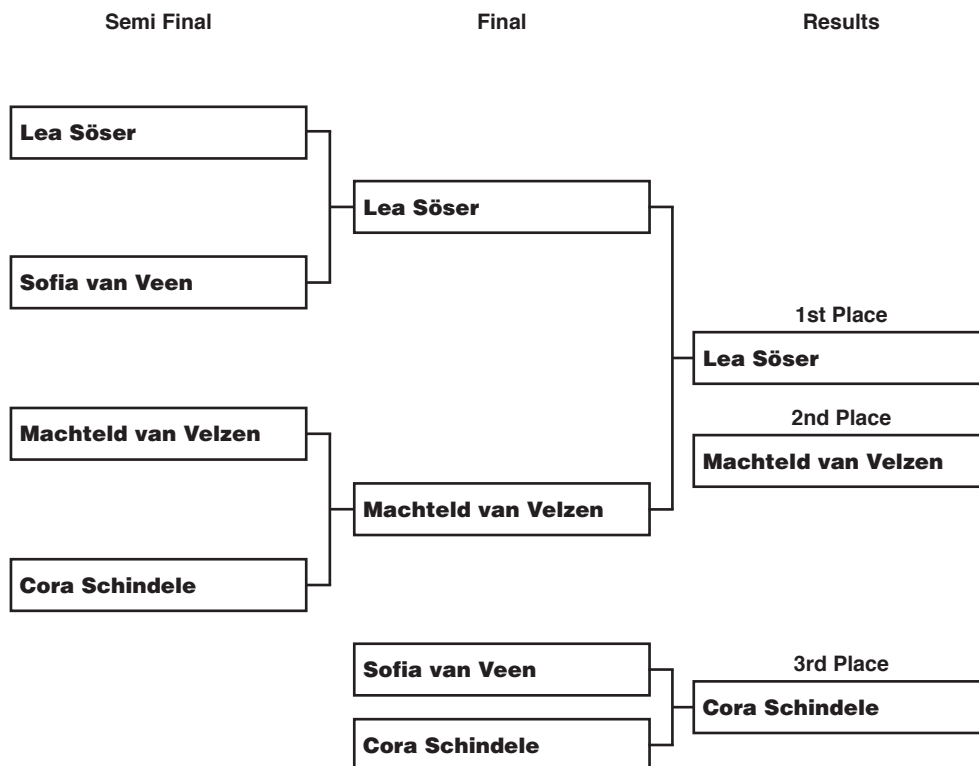 Semi Final
Final
Results
Lea Söser
Lea Söser
Sofia van Veen
1st Place
Lea Söser
Machteld van Velzen
2nd Place
Machteld van Velzen
Machteld van Velzen
Cora Schindele
Sofia van Veen
3rd Place
Cora Schindele
Cora Schindele